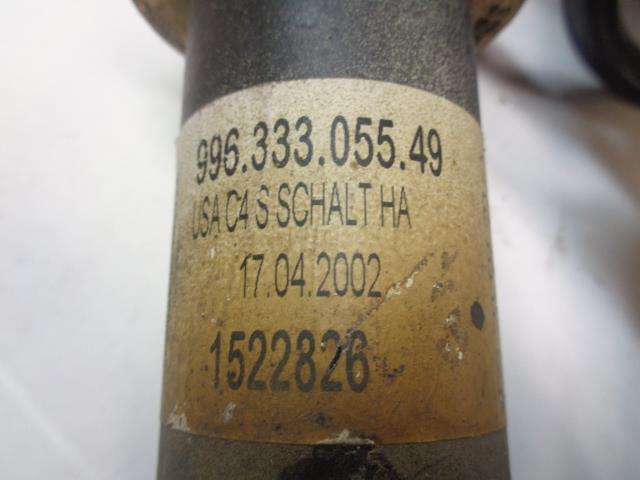 996.333.055.49
USA C4 S SCHALT HA
17.04.2002
1522826